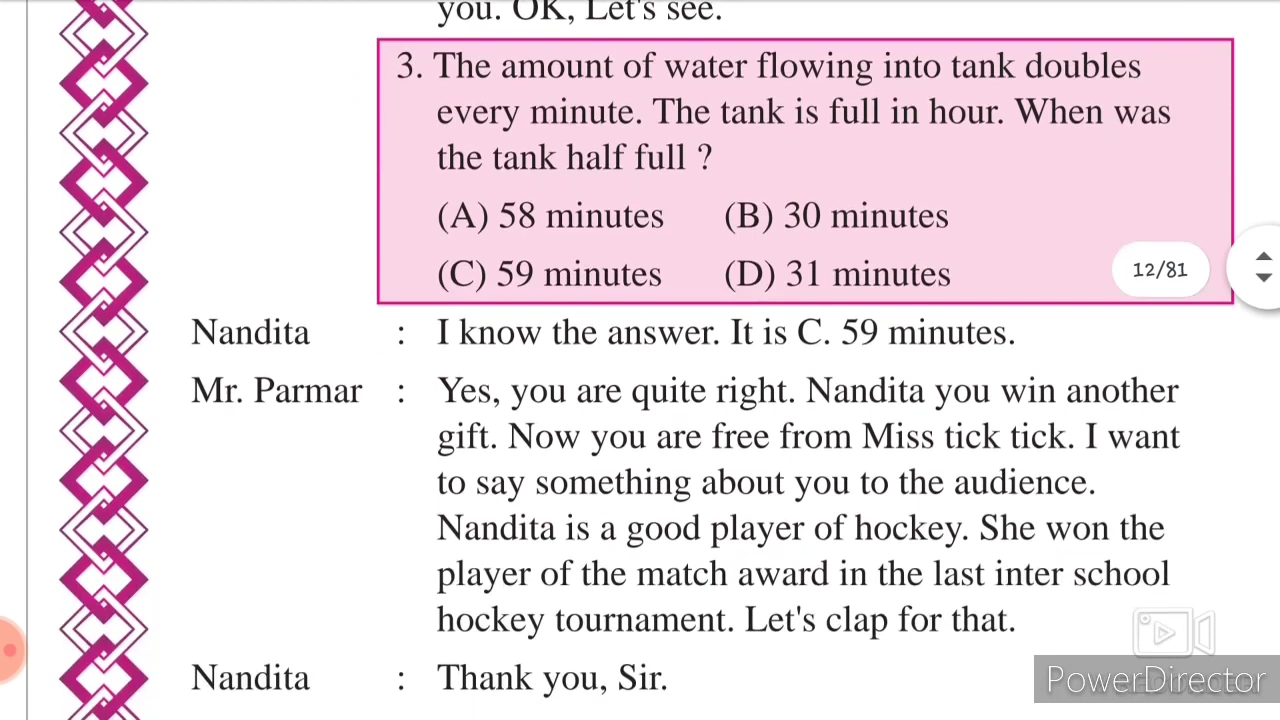 you. OK, Let's see.
3. The amount of water flowing into tank doubles
every minute. The tank is full in hour. When was
the tank half full ?
(A) 58 minutes (B) 30 minutes
(C) 59 minutes (D) 31 minutes
12/81
Nandita : I know the answer. It is C. 59 minutes.
Mr. Parmar : Yes, you are quite right. Nandita you win another
gift. Now you are free from Miss tick tick. I want
to say something about you to the audience.
Nandita is a good player of hockey. She won the
player of the match award in the last inter school
hockey tournament. Let's clap for that.
Nandita : Thank you, Sir.
PowerDirector